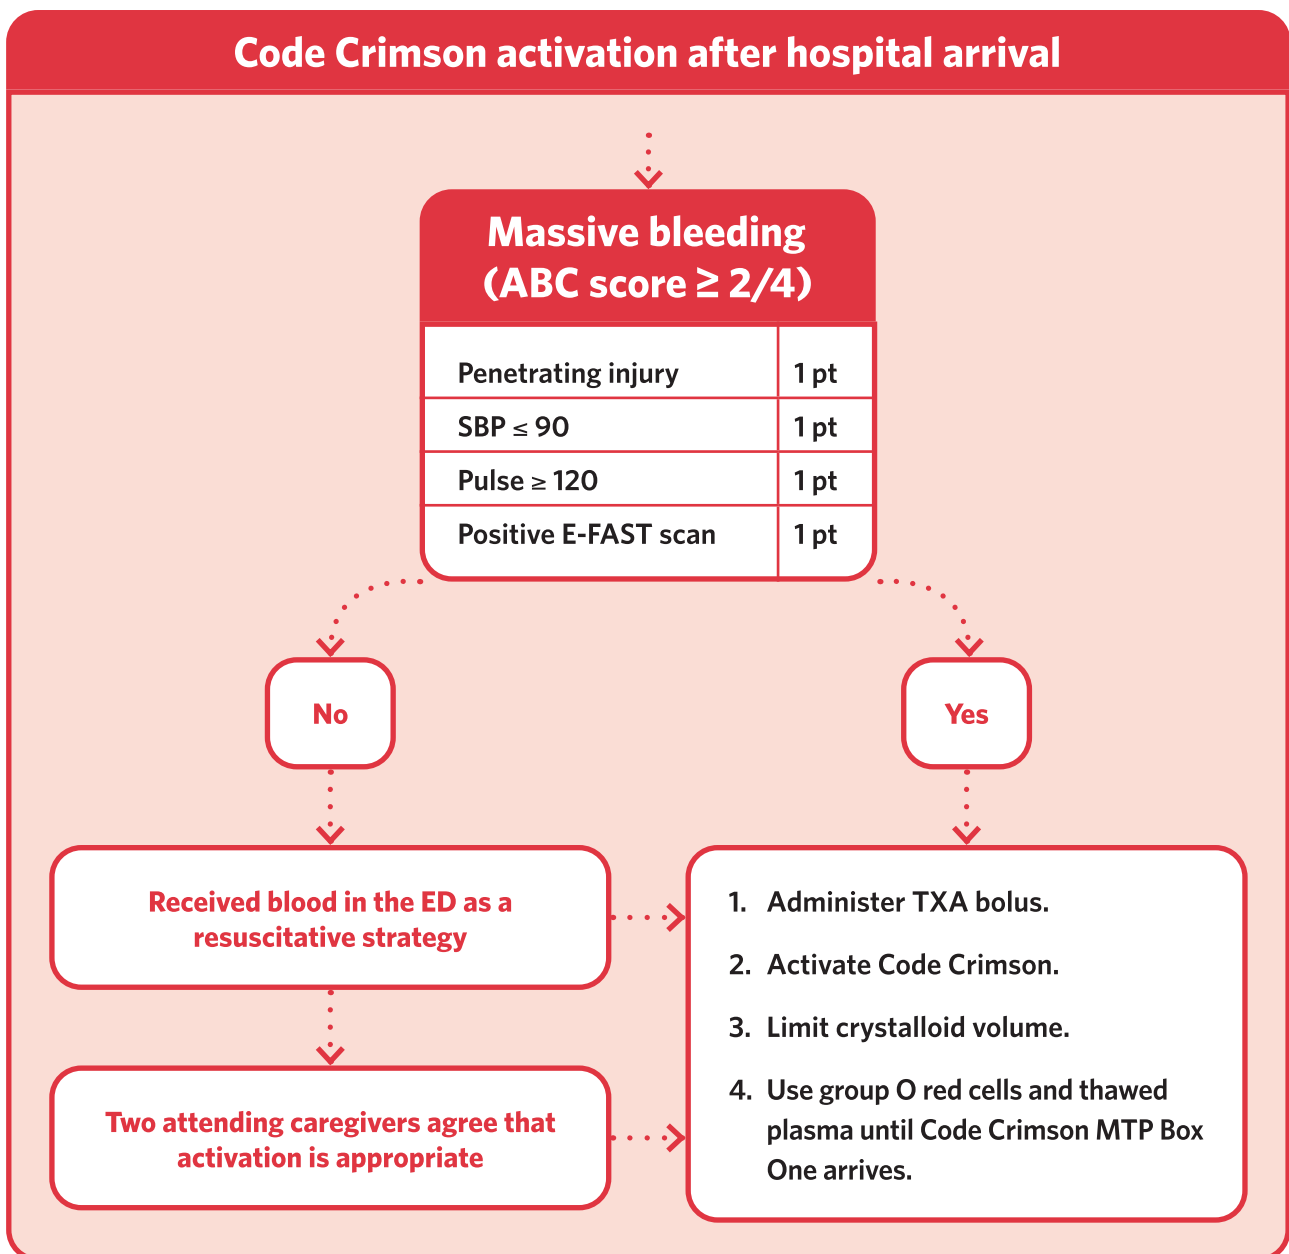 Code Crimson activation after hospital arrival
Massive bleeding
(ABC score ≥ 2/4)
Penetrating injury 1 pt
SBP ≤ 90 1 pt
Pulse ≥ 120 1 pt
Positive E-FAST scan 1 pt
No
Yes
Received blood in the ED as a
resuscitative strategy
Two attending caregivers agree that
activation is appropriate
1. Administer TXA bolus.
2. Activate Code Crimson.
3. Limit crystalloid volume.
4. Use group O red cells and thawed
plasma until Code Crimson MTP Box
One arrives.